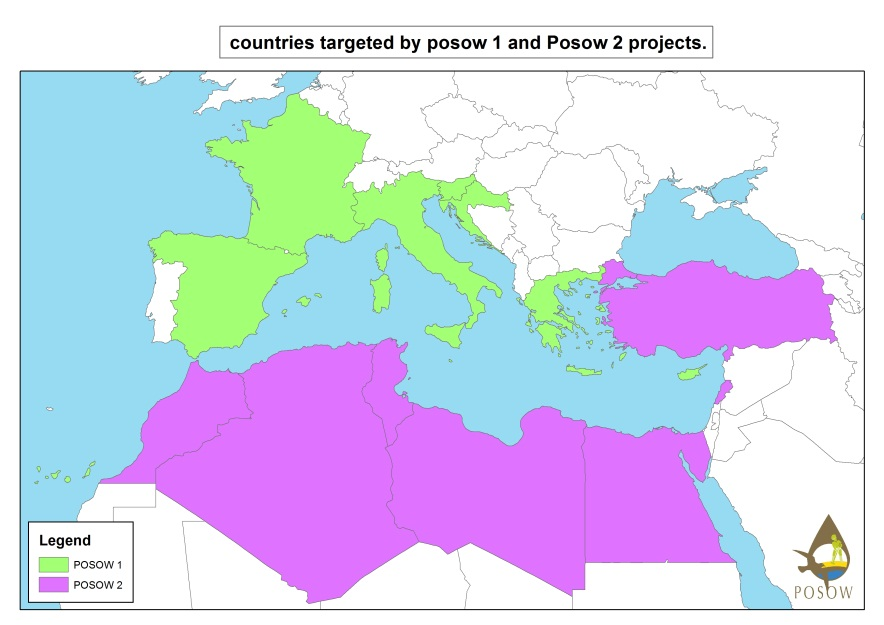 countries targeted by posow 1 and Posow 2 projects.
Legend
POSOW 1
POSOW 2
POSOW